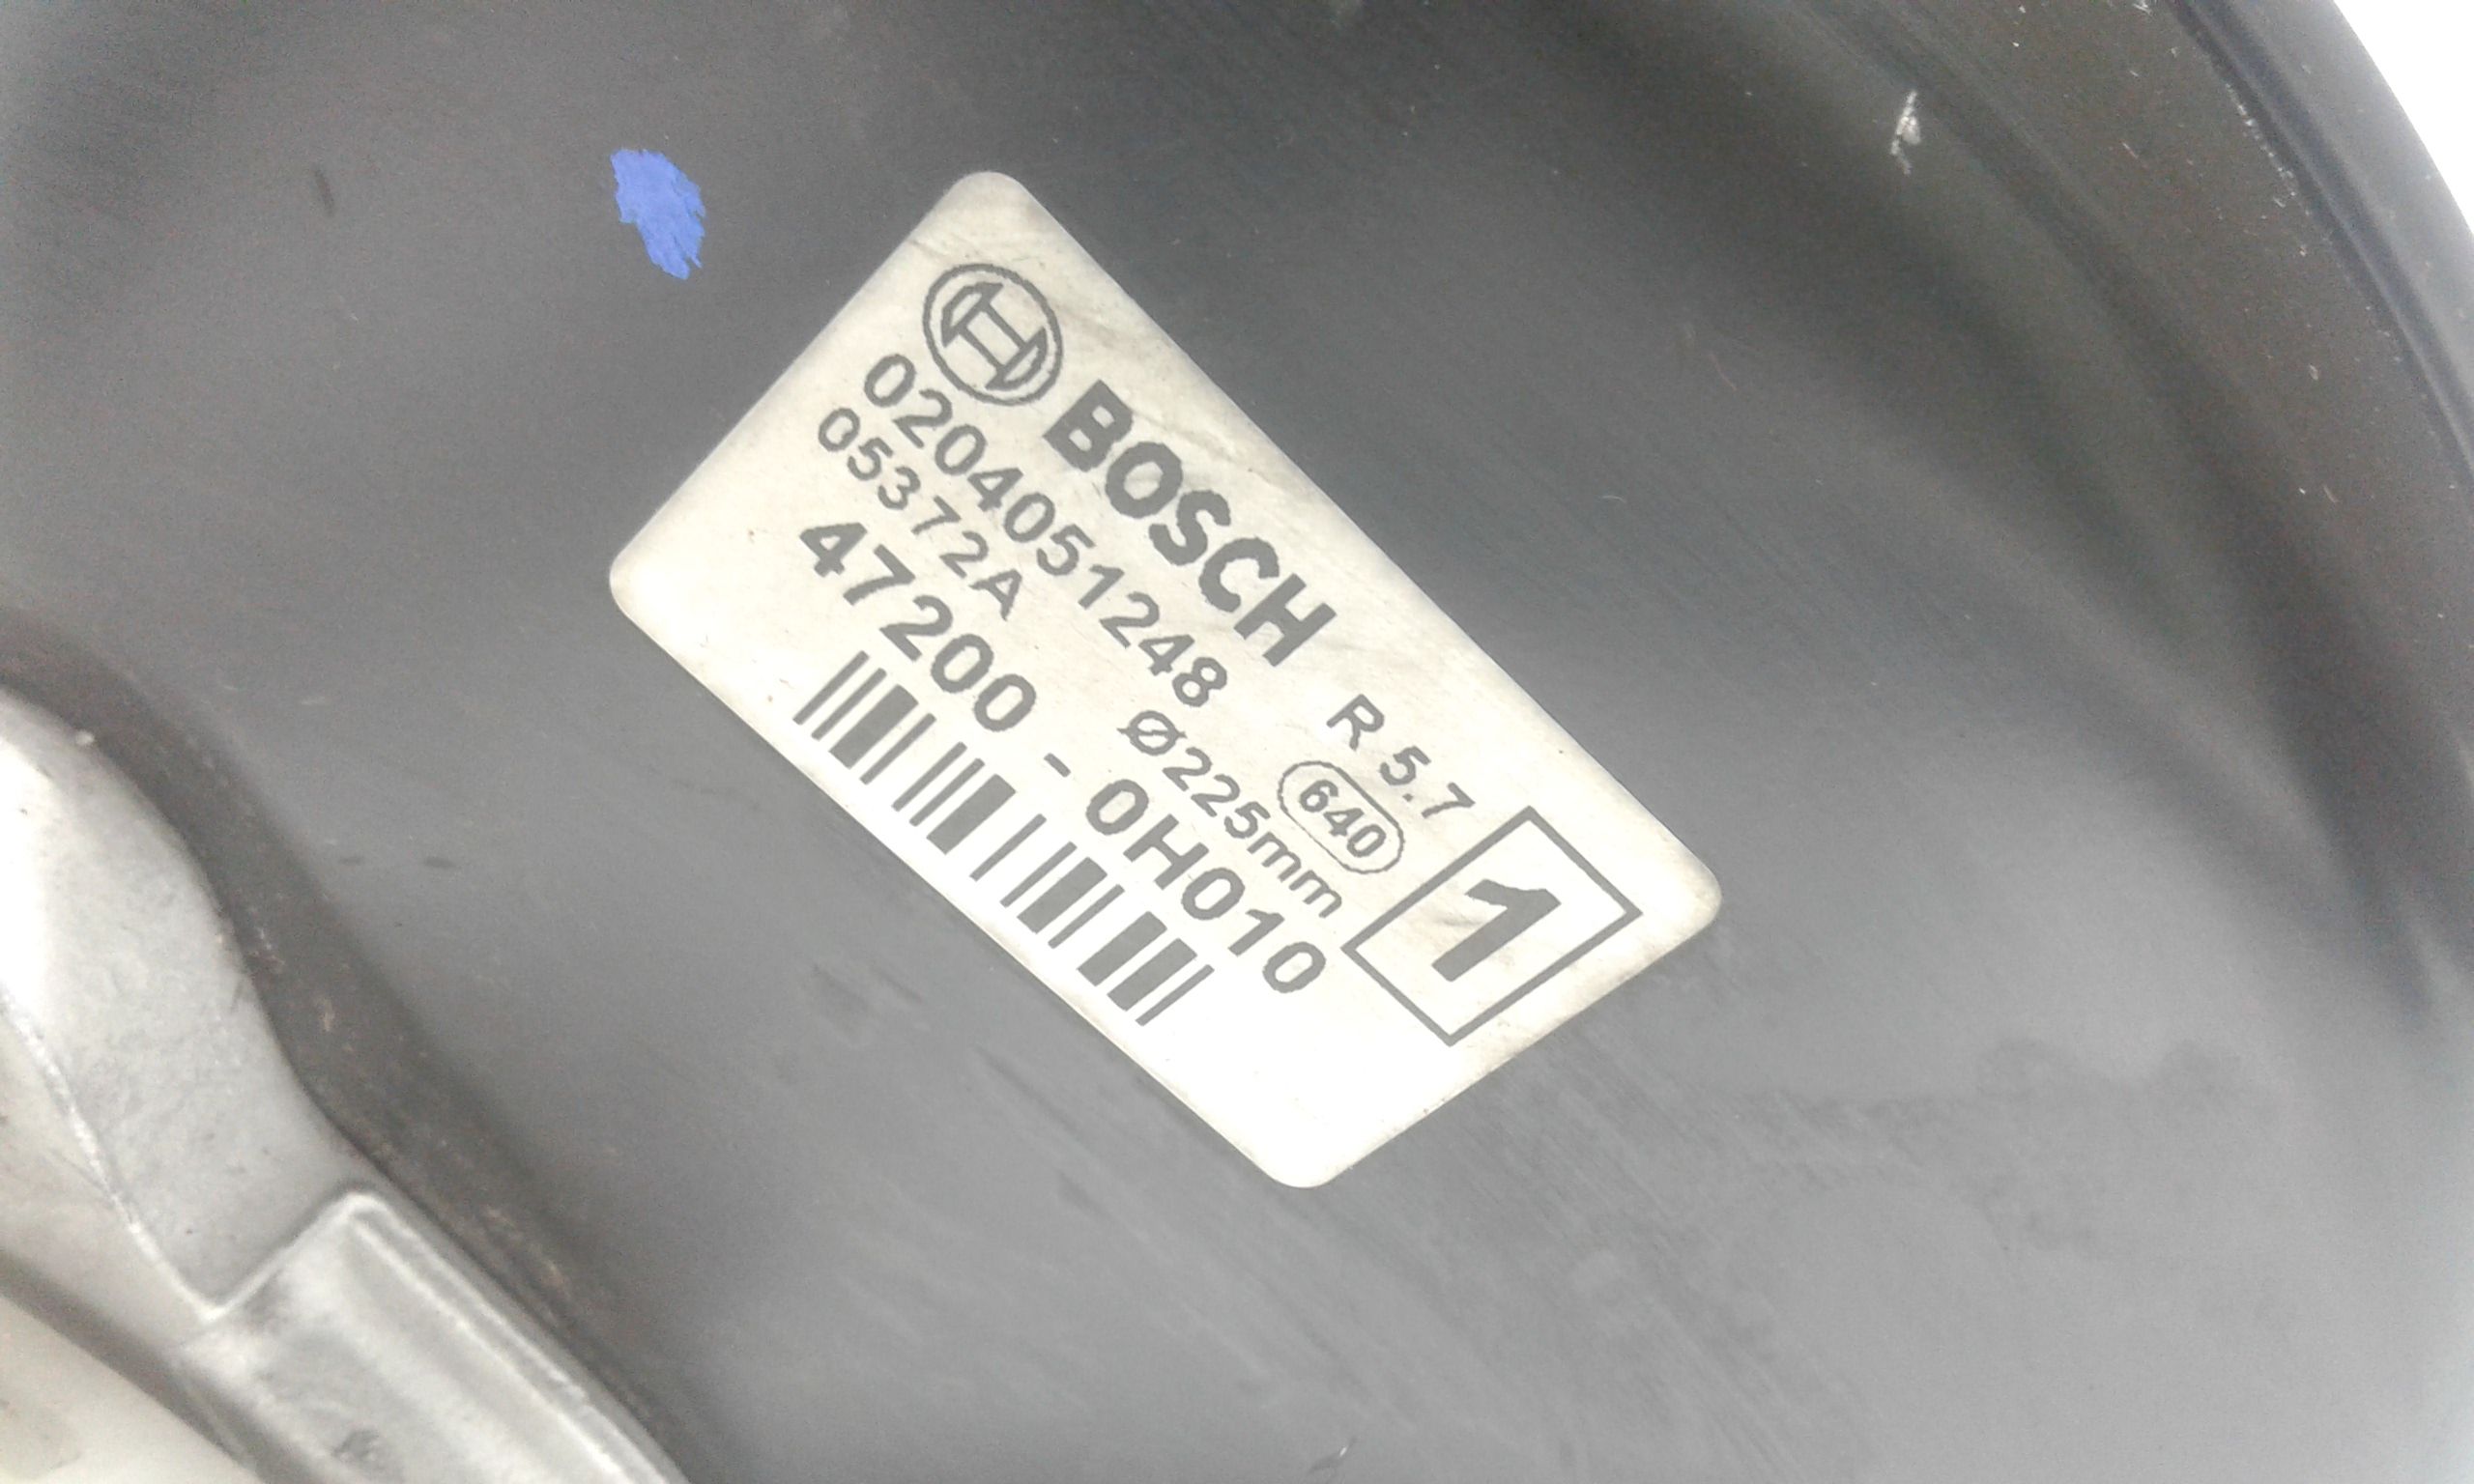 BOSCH R 5.7
0204051248 640
05372A Ø225mm 1
47200 - 0H010